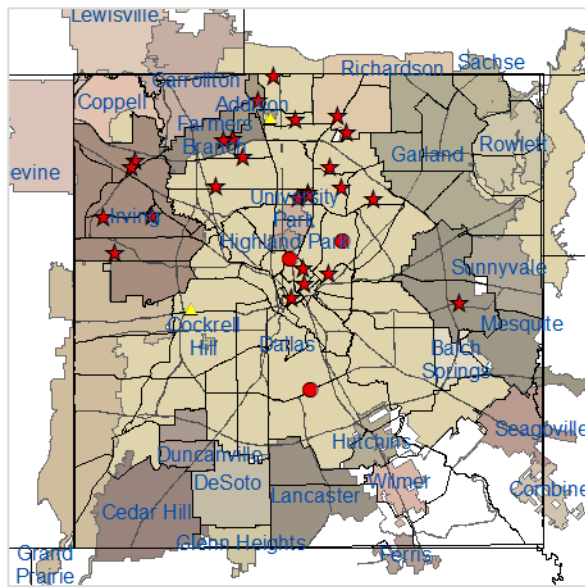 Lewisville
Sachse
Richardson
Carrollton
Coppell
Addison
Farmers
Branch
Rowlett
Garland
evine
University
Park
Irving
Highland Park
Sunnyvale
Mesquite
Cockrell
Hill
Dallas
Balch
Springs
Seagoville
Hutchins
Duncanville
DeSoto
Wilmer
Combine
Lancaster
Cedar Hill
Glenn Heights
Ferris
Grand
Prairie